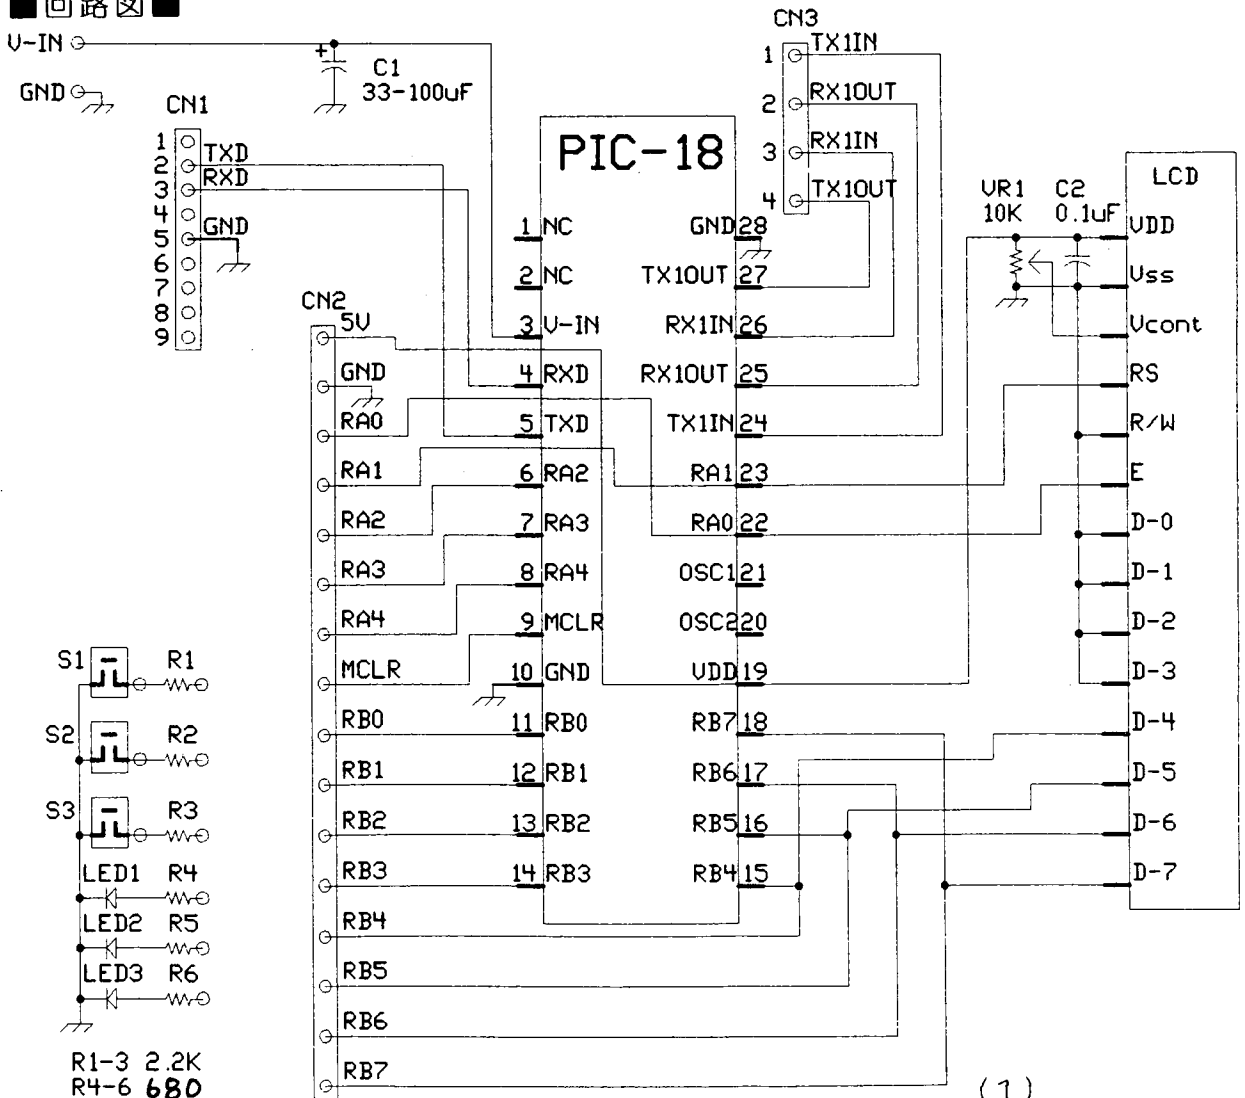 ■回路図■
V-IN
GND
C1
33-100uF
CN1
1
2 TXD
3 RXD
4
5 GND
6
7
8
9
CN3
1 TX1IN
2 RX1OUT
3 RX1IN
4 TX1OUT
PIC-18
1 NC
2 NC
3 V-IN
4 RXD
5 TXD
6 RA2
7 RA3
8 RA4
9 MCLR
10 GND
11 RB0
12 RB1
13 RB2
14 RB3
GND 28
TX1OUT 27
RX1IN 26
RX1OUT 25
TX1IN 24
RA1 23
RA0 22
OSC1 21
OSC2 20
VDD 19
RB7 18
RB6 17
RB5 16
RB4 15
CN2
5V
GND
RA0
RA1
RA2
RA3
RA4
MCLR
RB0
RB1
RB2
RB3
RB4
RB5
RB6
RB7
VR1
10K
C2
0.1uF
LCD
VDD
Vss
Vcont
RS
R/W
E
D-0
D-1
D-2
D-3
D-4
D-5
D-6
D-7
S1 R1
S2 R2
S3 R3
LED1 R4
LED2 R5
LED3 R6
R1-3 2.2K
R4-6 680
(1)